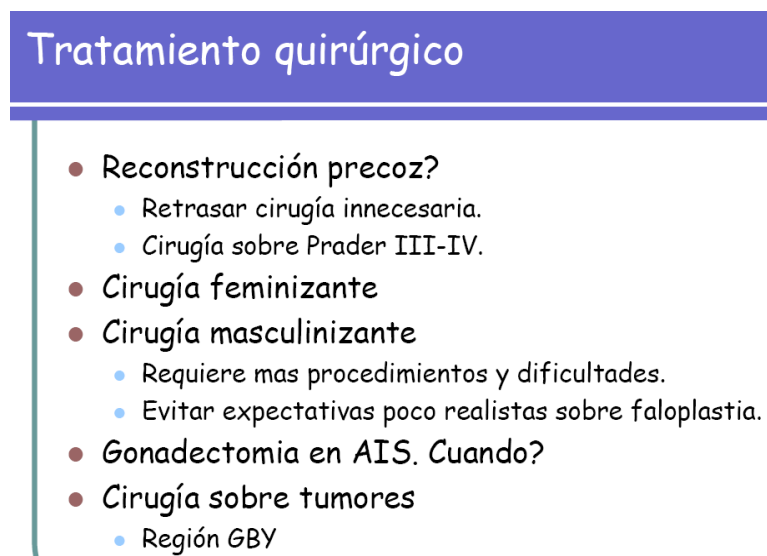 Tratamiento quirúrgico
Reconstrucción precoz?
Retrasar cirugía innecesaria.
Cirugía sobre Prader III-IV.
Cirugía feminizante
Cirugía masculinizante
Requiere mas procedimientos y dificultades.
Evitar expectativas poco realistas sobre faloplastia.
Gonadectomia en AIS. Cuando?
Cirugía sobre tumores
Región GBY